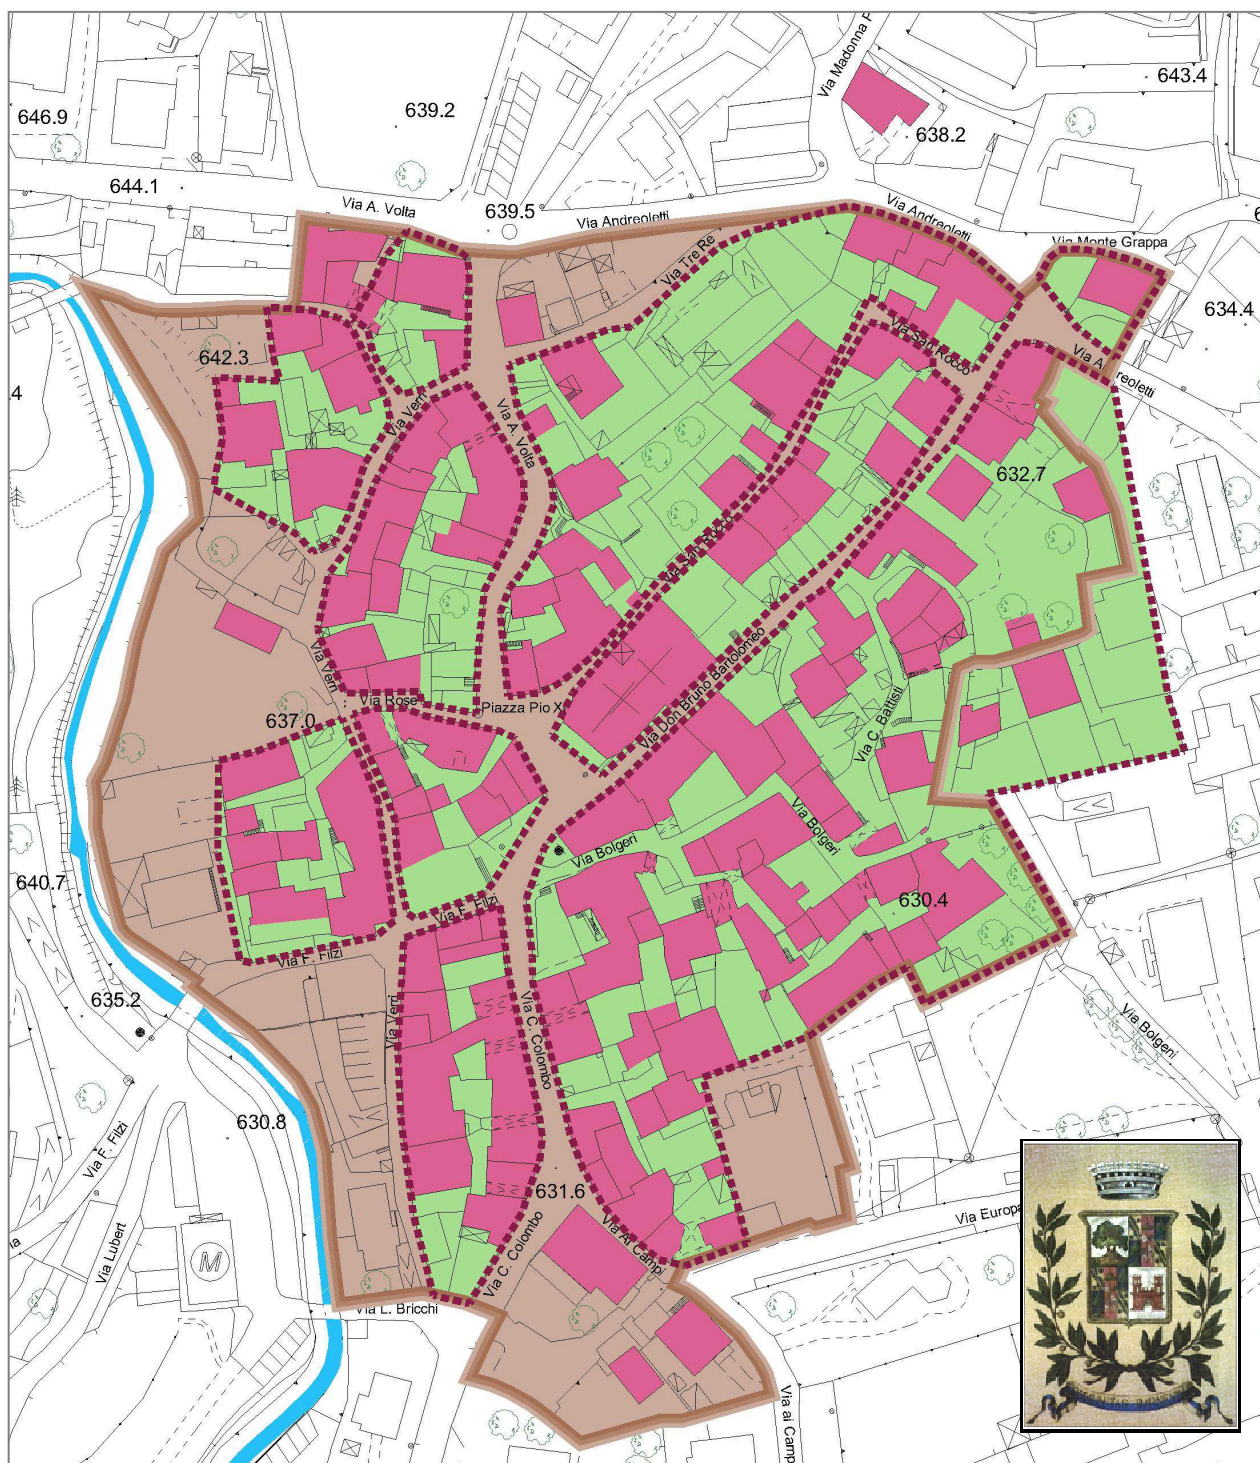 Via Madonna
643.4
646.9
639.2
638.2
644.1
Via A. Volta
639.5
Via Andreoletti
Via Andreoletti
Via Monte Grappa
Via Tre Re
634.4
Via San Rocco
642.3
Via A
reoletti
4
Via Verri
Via A. Volta
632.7
Via San Rocco
Via Verri
Via Don Bruno Bartolomeo
Via C. Battisti
Via Rose
Piazza Pio X
637.0
Via Bolgeri
Via Bolgeri
640.7
630.4
Via F. Filzi
Via F. Filzi
635.2
Via Verri
Via C. Colombo
Via Bolgeni
630.8
Via F. Filzi
631.6
Via Europa
Via C. Colombo
Via Ai Campi
Via Lubert
M
Via L. Bricchi
Via ai Camp